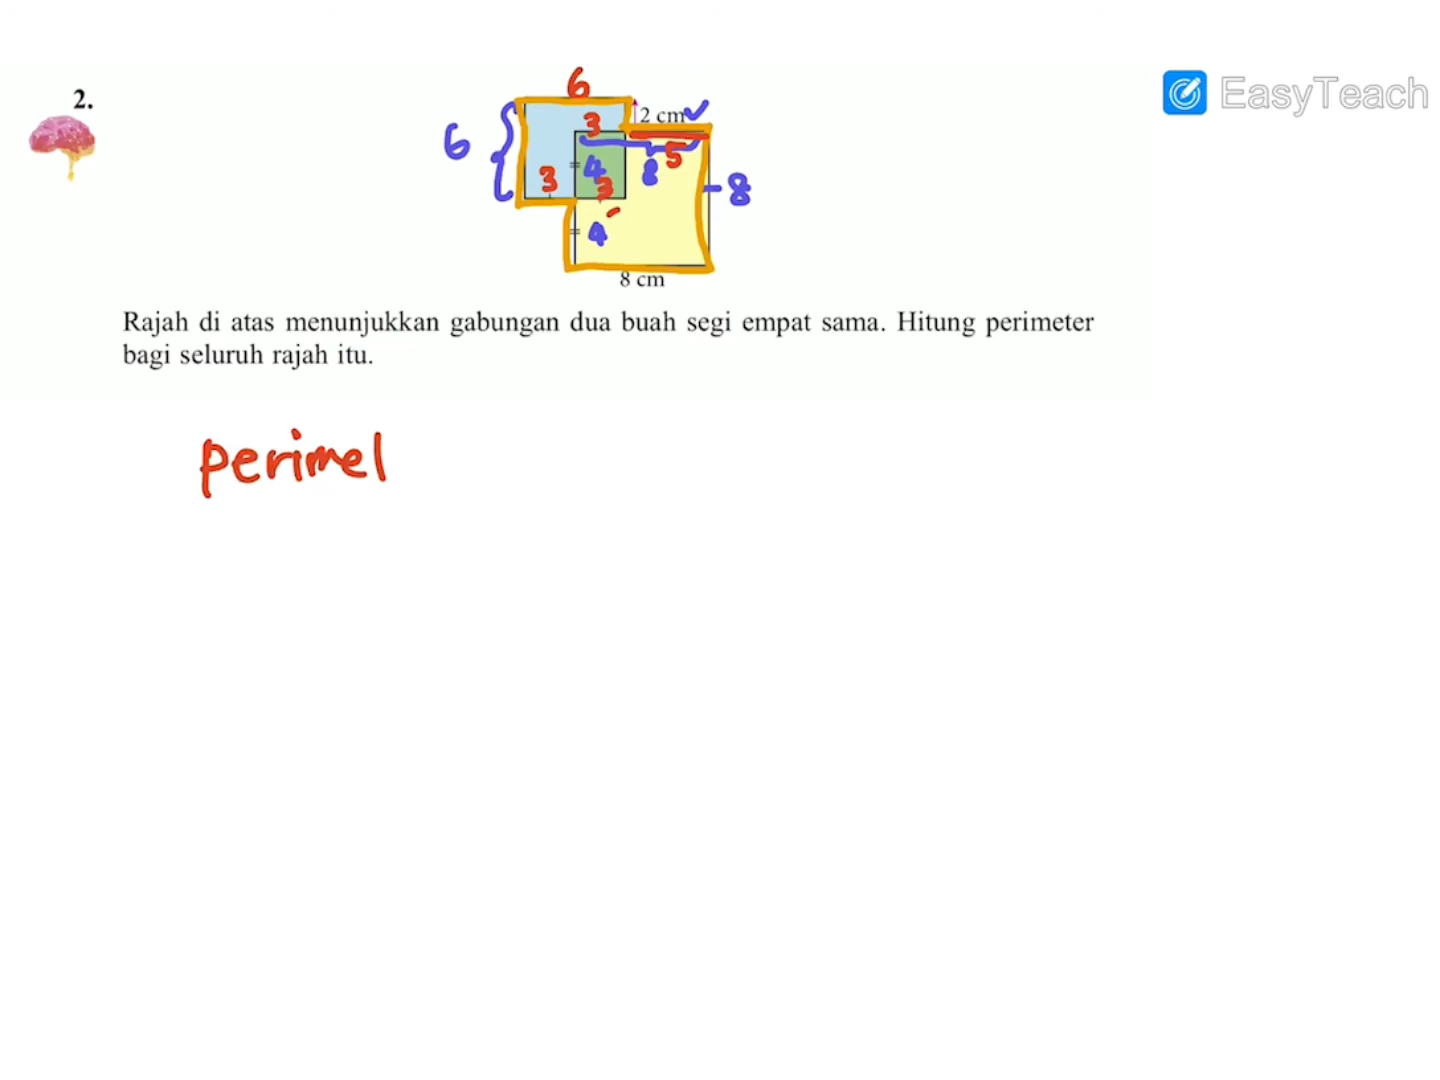 EasyTeach
2.
6
2 cm
3
6
4
8
5
3
3
8
4
8 cm
Rajah di atas menunjukkan gabungan dua buah segi empat sama. Hitung perimeter
bagi seluruh rajah itu.
perimel